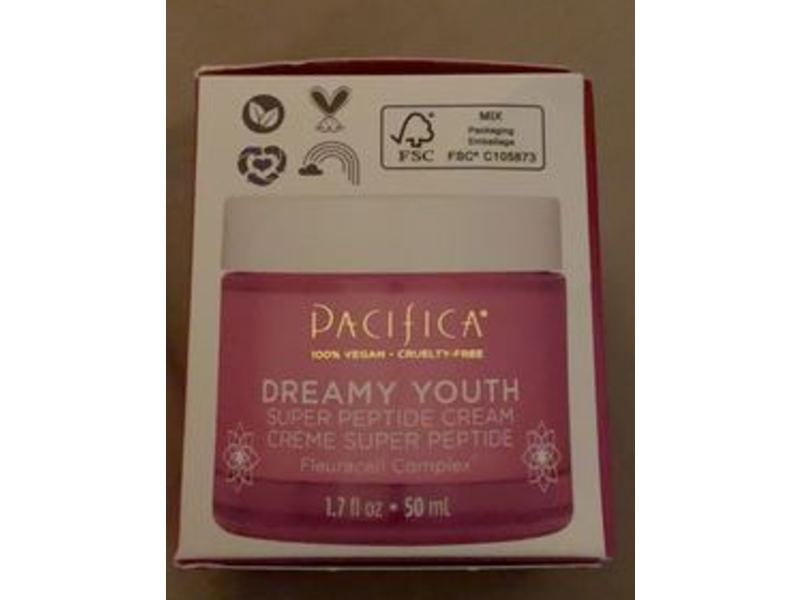 MIX
Packaging
Emballage
FSC® C105873
FSC
PACIFICA®
100% VEGAN • CRUELTY-FREE
DREAMY YOUTH
SUPER PEPTIDE CREAM
CRÈME SUPER PEPTIDE
Fleuracell Complex
1.7 fl oz • 50 mL